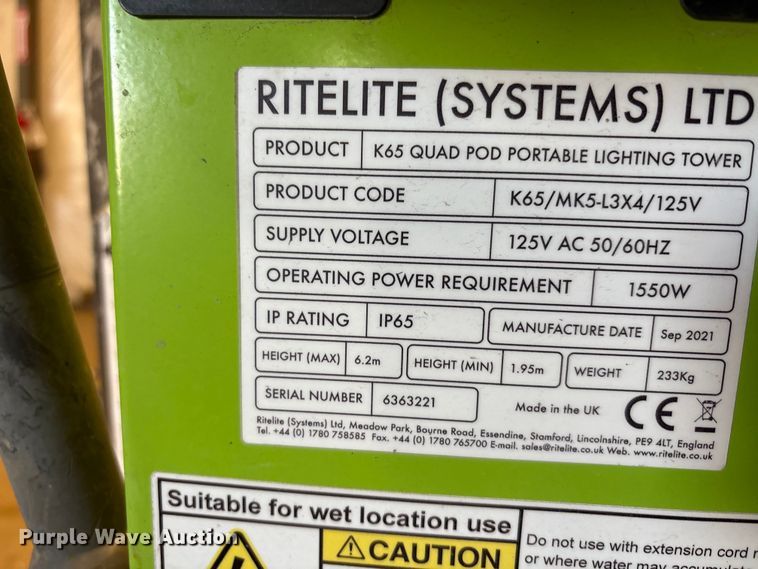 RITELITE (SYSTEMS) LTD
PRODUCT K65 QUAD POD PORTABLE LIGHTING TOWER
PRODUCT CODE K65/MK5-L3X4/125V
SUPPLY VOLTAGE 125V AC 50/60HZ
OPERATING POWER REQUIREMENT 1550W
IP RATING IP65 MANUFACTURE DATE Sep 2021
HEIGHT (MAX) 6.2m HEIGHT (MIN) 1.95m WEIGHT 233Kg
SERIAL NUMBER 6363221 Made in the UK CE
Ritelite (Systems) Ltd, Meadow Park, Bourne Road, Essendine, Stamford, Lincolnshire, PE9 4LT, England
Tel. +44 (0) 1780 758585 Fax. +44 (0) 1780 765700 E-mail. sales@ritelite.co.uk Web. www.ritelite.co.uk
Suitable for wet location use
CAUTION
Do not use with extension cord
or where water may accumulate
Purple Wave Auction